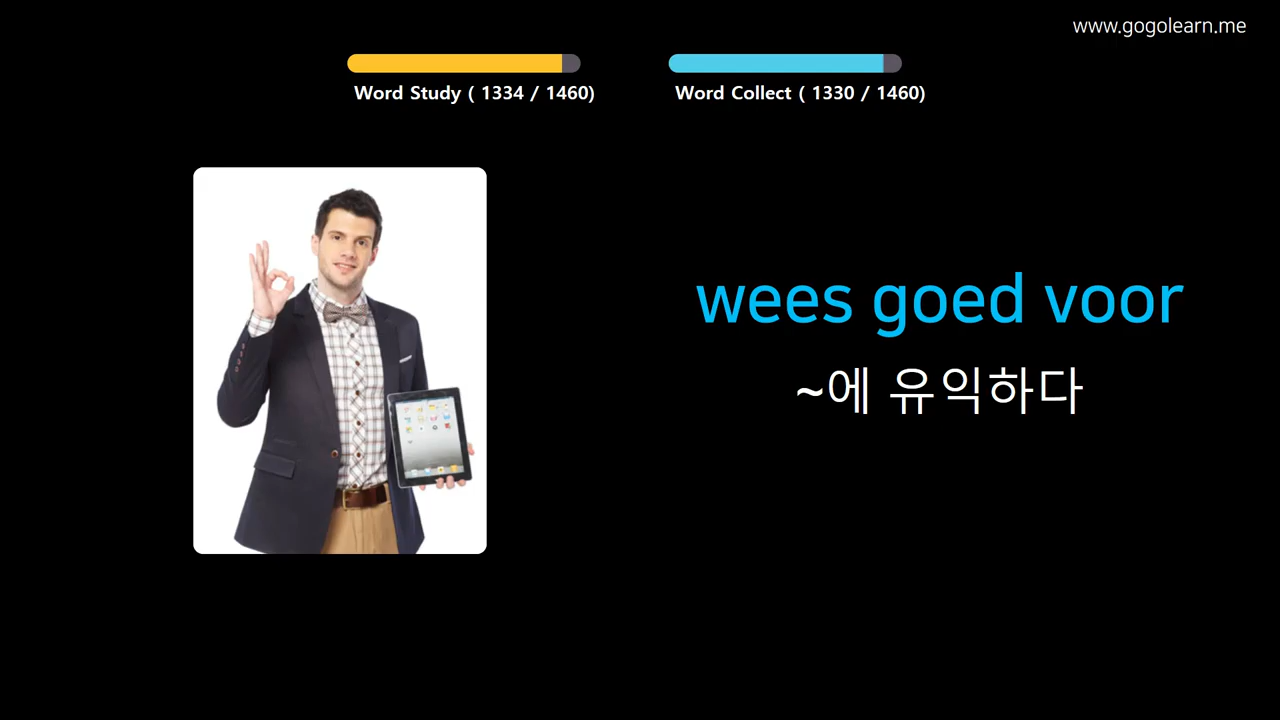 www.gogolearn.me
Word Study ( 1334 / 1460)
Word Collect ( 1330 / 1460)
wees goed voor
~에 유익하다